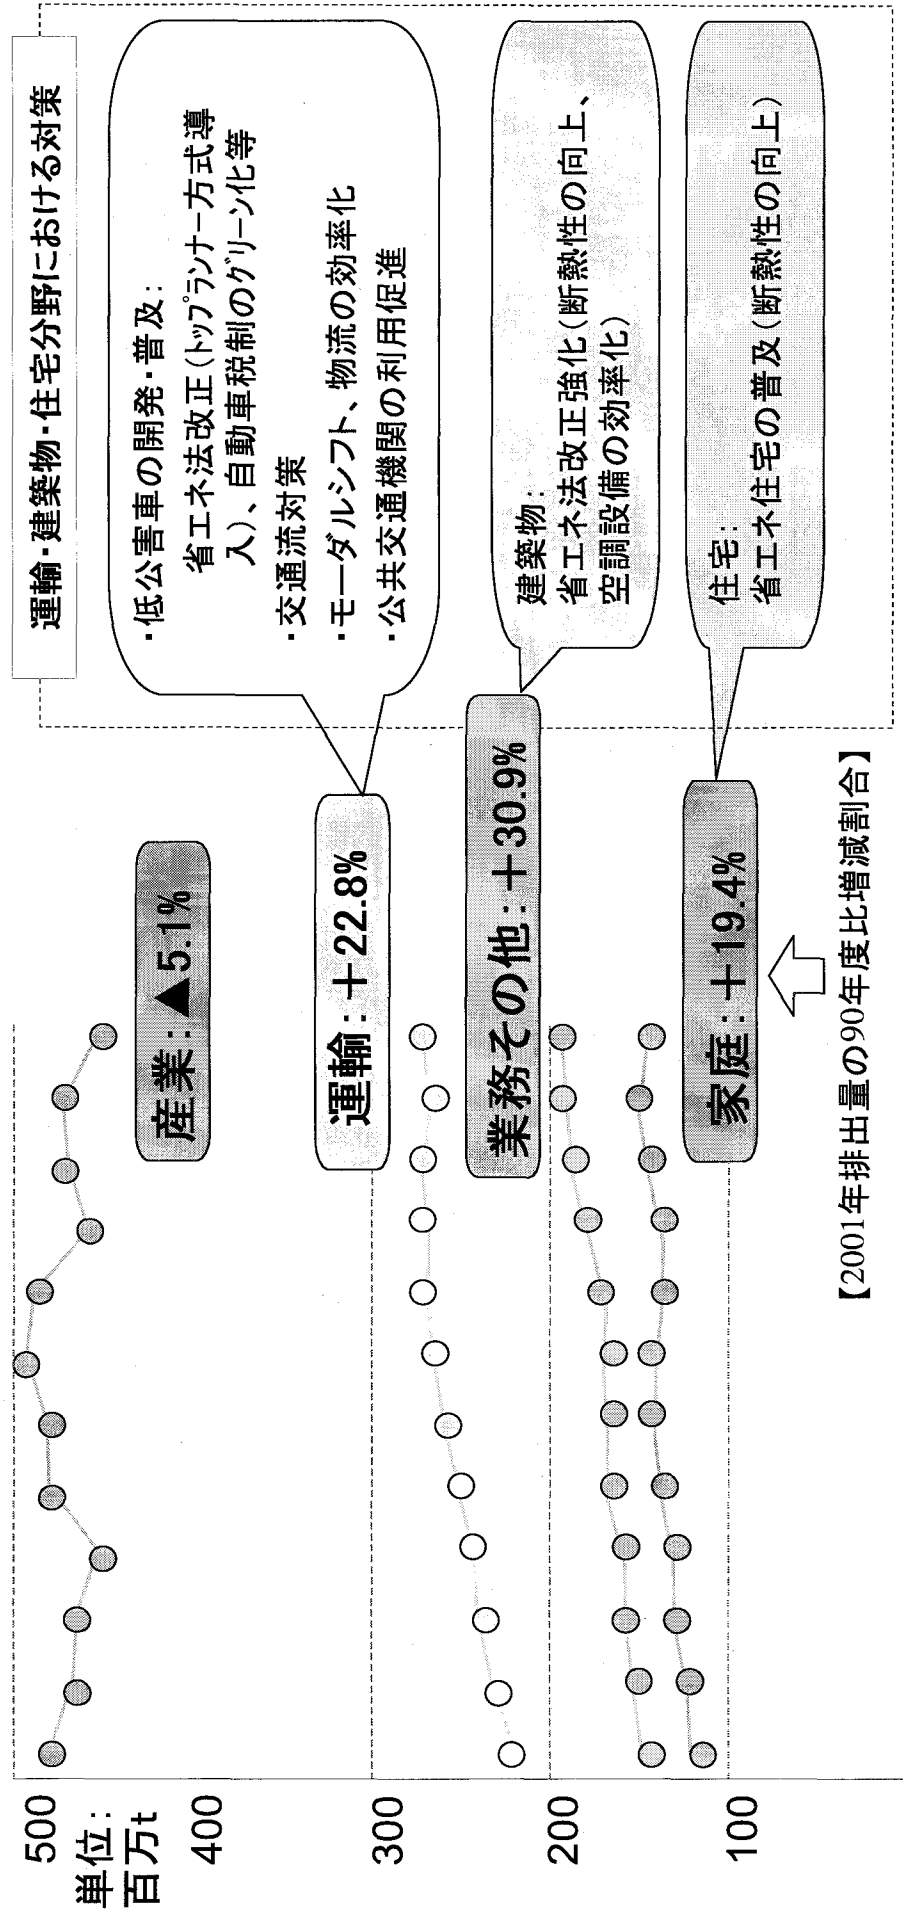 運輸・建築物・住宅分野における対策
・低公害車の開発・普及：
省エネ法改正（トップランナー方式導
入）、自動車税制のグリーン化等
・交通流対策
・モーダルシフト、物流の効率化
・公共交通機関の利用促進
建築物：
省エネ法改正強化（断熱性の向上、
空調設備の効率化）
住宅：
省エネ住宅の普及（断熱性の向上）
500
単位：
百万t
400
300
200
100
産業：▲5.1%
運輸：＋22.8%
業務その他：＋30.9%
家庭：＋19.4%
【2001年排出量の90年度比増減割合】